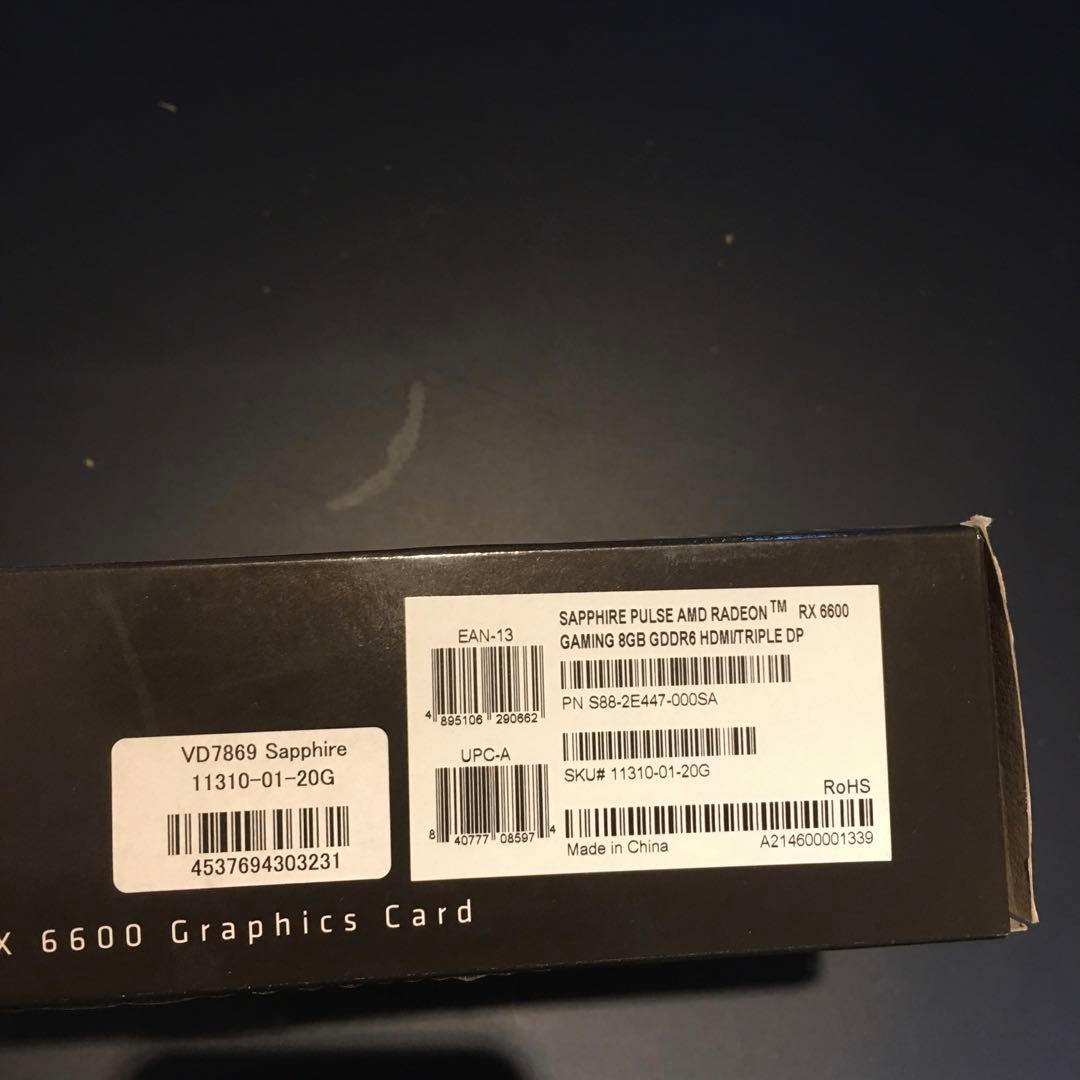 SAPPHIRE PULSE AMD RADEON™ RX 6600
GAMING 8GB GDDR6 HDMI/TRIPLE DP
EAN-13
4 895106 290662
PN S88-2E447-000SA
UPC-A
8 40777 08597 4
SKU# 11310-01-20G
RoHS
Made in China
A214600001339
VD7869 Sapphire
11310-01-20G
4537694303231
X 6600 Graphics Card